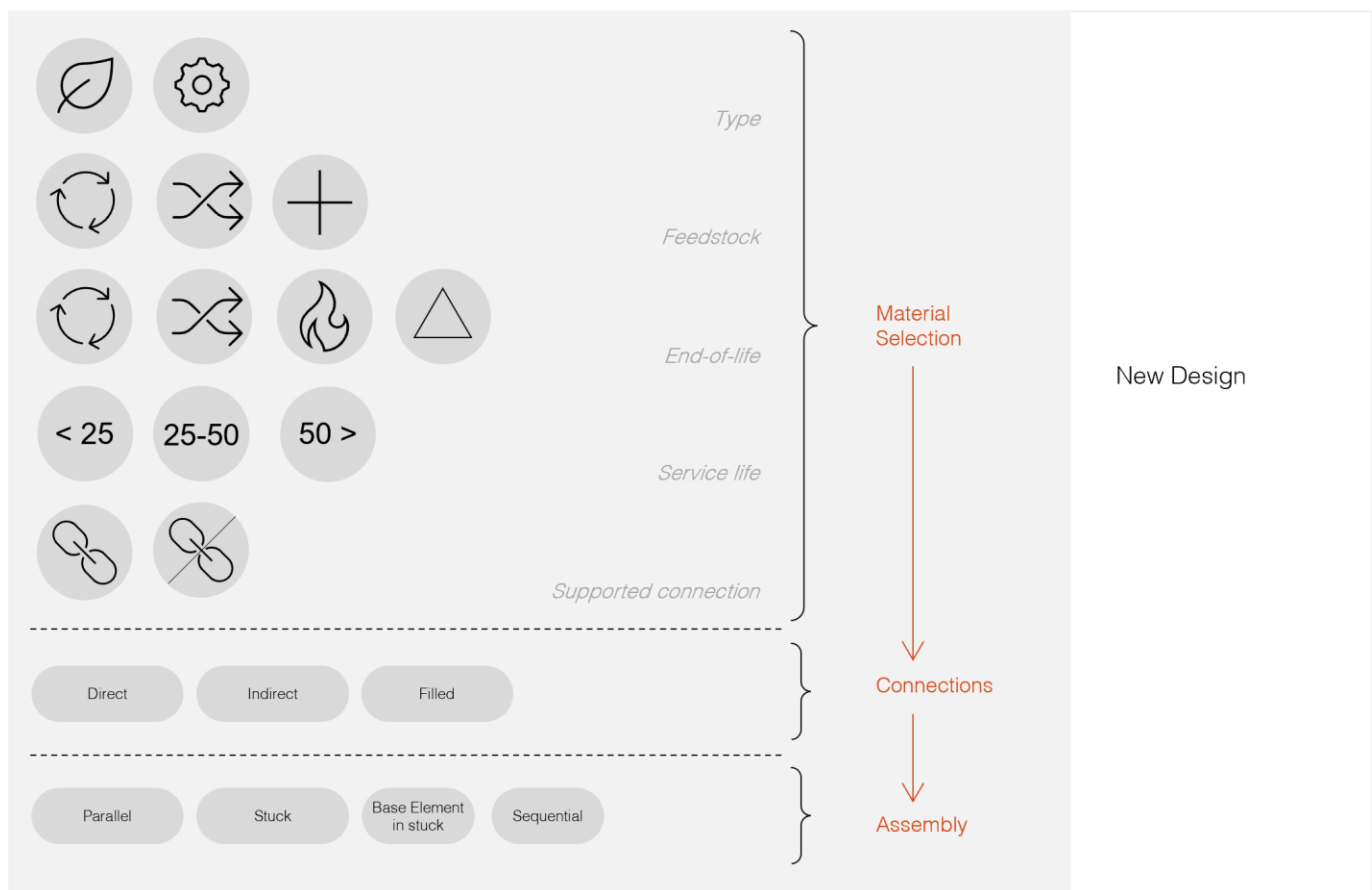 Type
Feedstock
End-of-life
< 25
25-50
50 >
Service life
Supported connection
Material
Selection
New Design
Direct
Indirect
Filled
Connections
Parallel
Stuck
Base Element
in stuck
Sequential
Assembly